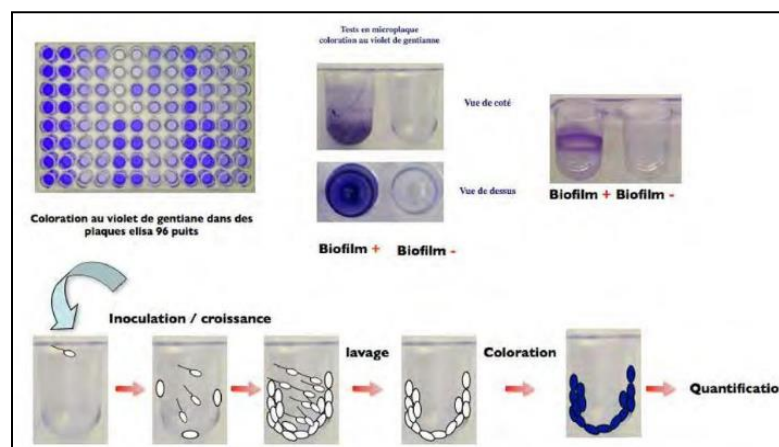 Tests en microplaque
coloration au violet de gentianne
Vue de coté
Vue de dessus
Biofilm + Biofilm -
Biofilm + Biofilm -
Coloration au violet de gentiane dans des
plaques elisa 96 puits
Inoculation / croissance
lavage
Coloration
Quantificatio